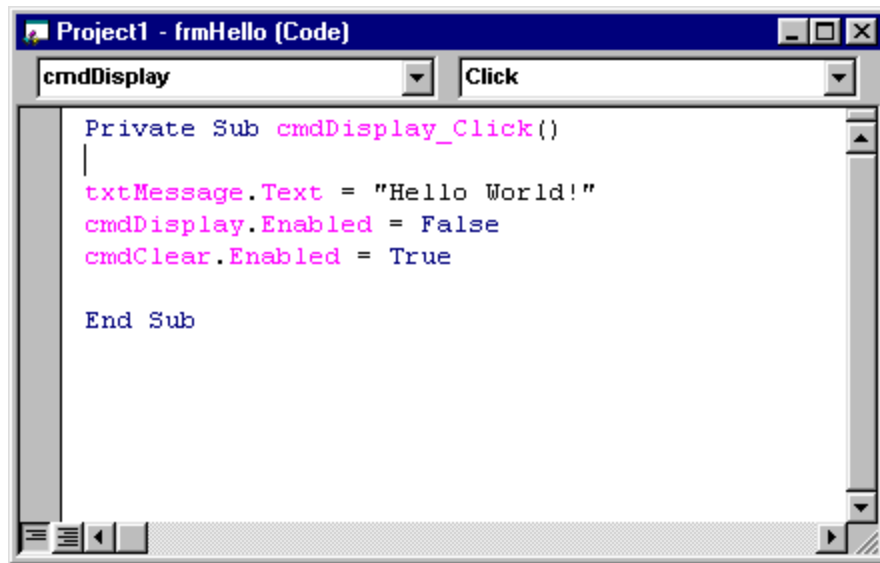 Project1 - frmHello (Code)
cmdDisplay Click
Private Sub cmdDisplay_Click()
txtMessage.Text = "Hello World!"
cmdDisplay.Enabled = False
cmdClear.Enabled = True
End Sub